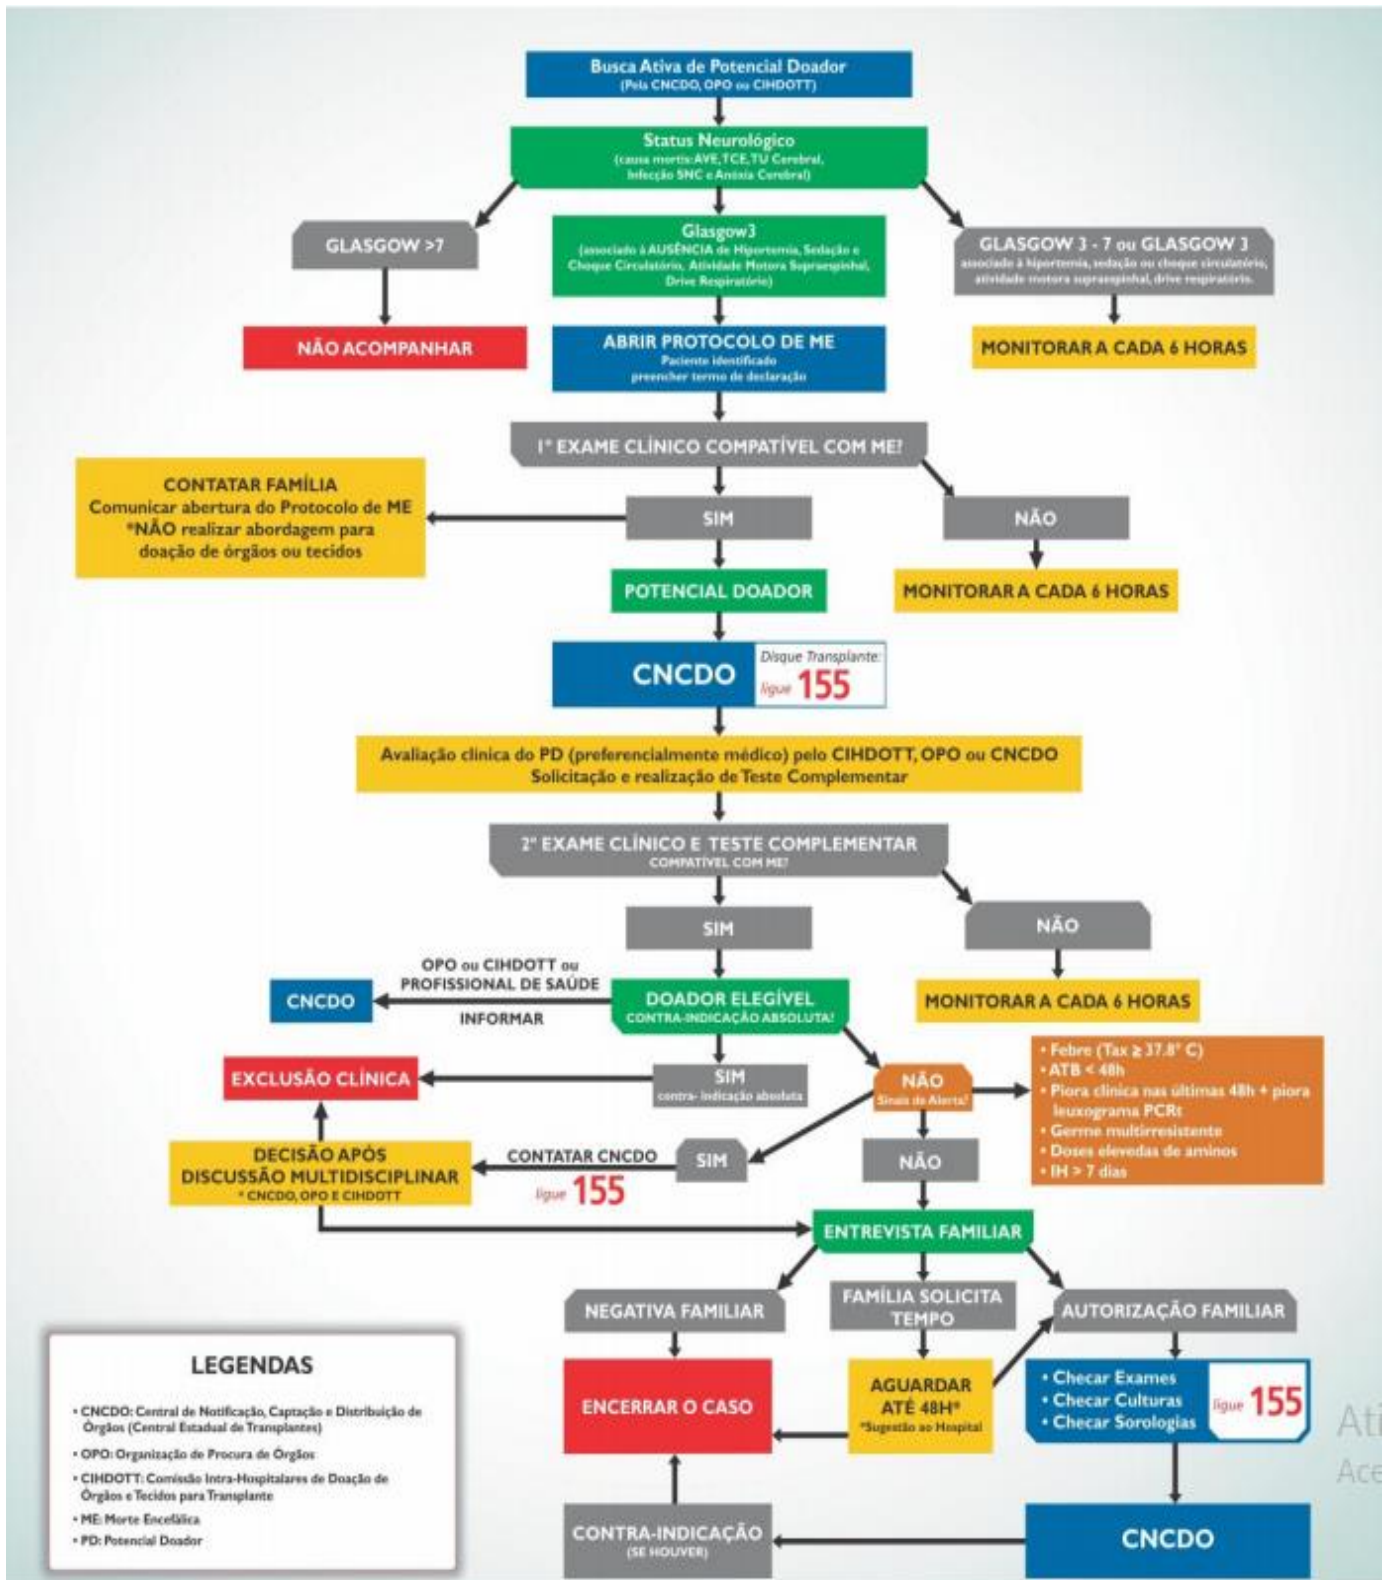 Busca Ativa de Potencial Doador
(Pela CNCDO, OPO ou CIHDOTT)
Status Neurológico
(causa mortis: AVE, TCE, TU Cerebral,
Infecção SNC e Anóxia Cerebral)
GLASGOW >7
NÃO ACOMPANHAR
Glasgow3
(associado à AUSÊNCIA de Hiportemia, Sedação e
Choque Circulatório, Atividade Motora Supraespinhal,
Drive Respiratório)
GLASGOW 3 - 7 ou GLASGOW 3
associado à hiportemia, sedação ou choque circulatório,
atividade motora supraespinhal, drive respiratório.
MONITORAR A CADA 6 HORAS
ABRIR PROTOCOLO DE ME
Paciente identificado
preencher termo de declaração
1º EXAME CLÍNICO COMPATÍVEL COM ME?
CONTATAR FAMÍLIA
Comunicar abertura do Protocolo de ME
*NÃO realizar abordagem para
doação de órgãos ou tecidos
SIM
NÃO
POTENCIAL DOADOR
MONITORAR A CADA 6 HORAS
CNCDO
Disque Transplante:
ligue 155
Avaliação clínica do PD (preferencialmente médico) pelo CIHDOTT, OPO ou CNCDO
Solicitação e realização de Teste Complementar
2º EXAME CLÍNICO E TESTE COMPLEMENTAR
COMPATÍVEL COM ME?
SIM
NÃO
MONITORAR A CADA 6 HORAS
OPO ou CIHDOTT ou
PROFISSIONAL DE SAÚDE
INFORMAR
CNCDO
DOADOR ELEGÍVEL
CONTRA-INDICAÇÃO ABSOLUTA?
EXCLUSÃO CLÍNICA
SIM
contra- indicação absoluta
NÃO
Sinais de Alerta?
• Febre (Tax ≥ 37.8° C)
• ATB < 48h
• Piora clínica nas últimas 48h + piora
leuxograma PCRt
• Germe multirresistente
• Doses elevedas de aminos
• IH > 7 dias
DECISÃO APÓS
DISCUSSÃO MULTIDISCIPLINAR
* CNCDO, OPO E CIHDOTT
CONTATAR CNCDO
ligue 155
SIM
NÃO
ENTREVISTA FAMILIAR
NEGATIVA FAMILIAR
FAMÍLIA SOLICITA
TEMPO
AUTORIZAÇÃO FAMILIAR
ENCERRAR O CASO
AGUARDAR
ATÉ 48H*
*Sugestão ao Hospital
• Checar Exames
• Checar Culturas
• Checar Sorologias
ligue 155
CONTRA-INDICAÇÃO
(SE HOUVER)
CNCDO
LEGENDAS
• CNCDO: Central de Notificação, Captação e Distribuição de
Órgãos (Central Estadual de Transplantes)
• OPO: Organização de Procura de Órgãos
• CIHDOTT: Comissão Intra-Hospitalares de Doação de
Órgãos e Tecidos para Transplante
• ME: Morte Encefálica
• PD: Potencial Doador
Ati
Ace